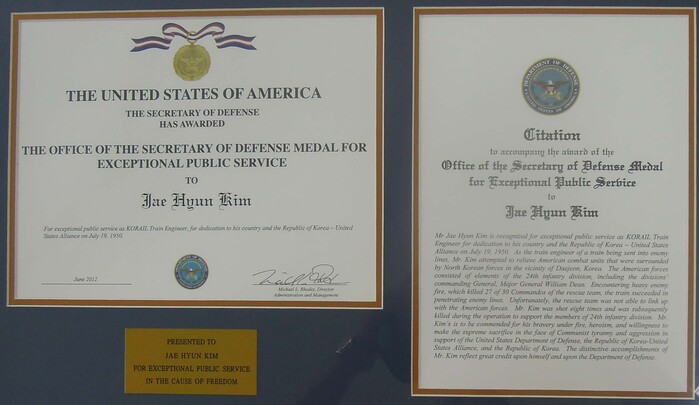 THE UNITED STATES OF AMERICA
THE SECRETARY OF DEFENSE
HAS AWARDED
THE OFFICE OF THE SECRETARY OF DEFENSE MEDAL FOR
EXCEPTIONAL PUBLIC SERVICE
TO
Jae Hyun Kim
For exceptional public service as KORAIL Train Engineer, for dedication to his country and the Republic of Korea – United
States Alliance on July 19, 1950.
June 2012
Michael L. Rhodes, Director
Administration and Management
PRESENTED TO
JAE HYUN KIM
FOR EXCEPTIONAL PUBLIC SERVICE
IN THE CAUSE OF FREEDOM
DEPARTMENT OF DEFENSE
UNITED STATES OF AMERICA
Citation
to accompany the award of the
Office of the Secretary of Defense Medal
for Exceptional Public Service
to
Jae Hyun Kim
Mr Jae Hyun Kim is recognized for exceptional public service as KORAIL Train
Engineer for dedication to his country and the Republic of Korea – United States
Alliance on July 19, 1950. As the train engineer of a train being sent into enemy
lines, Mr. Kim attempted to relieve American combat units that were surrounded
by North Korean forces in the vicinity of Daejeon, Korea. The American forces
consisted of elements of the 24th infantry division, including the divisions'
commanding General, Major General William Dean. Encountering heavy enemy
fire, which killed 27 of 30 Commandos of the rescue team, the train succeeded in
penetrating enemy lines. Unfortunately, the rescue team was not able to link up
with the American forces. Mr. Kim was shot eight times and was subsequently
killed during the operation to support the members of 24th infantry division. Mr.
Kim's is to be commended for his bravery under fire, heroism, and willingness to
make the supreme sacrifice in the face of Communist tyranny and aggression in
support of the United States Department of Defense, the Republic of Korea-United
States Alliance, and the Republic of Korea. The distinctive accomplishments of
Mr. Kim reflect great credit upon himself and upon the Department of Defense.